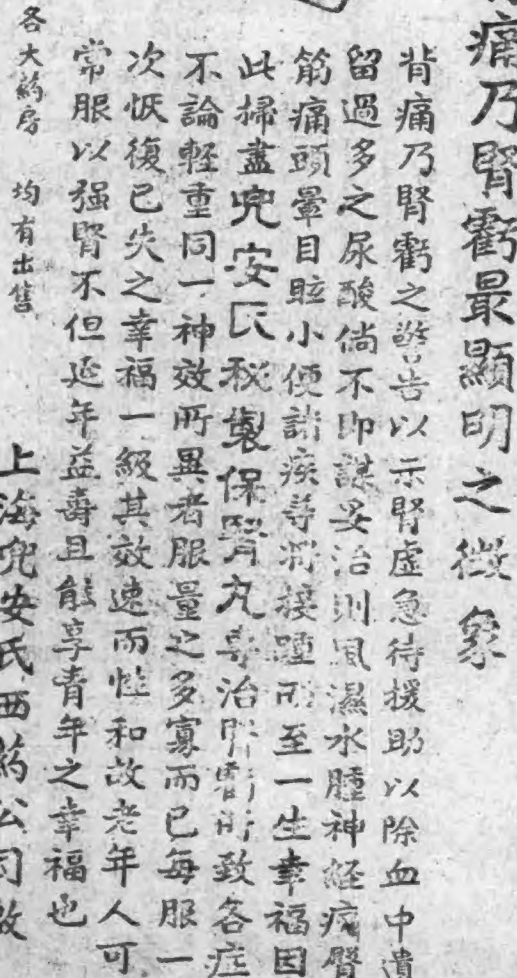 痛乃腎虧最顯明之徵象
背痛乃腎虧之警告以示腎虛急待援助以除血中遺
留過多之尿酸倘不即謀妥治則風濕水腫神經痛腎
筋痛頭暈目眩小便諸疾等將接踵而至一生幸福因
此掃盡兜安氏秘製保腎丸專治腎虧所致各症
不論輕重同一神效所異者服量之多寡而已每服一
次恢復已失之幸福一級其效速而性和故老年人可
常服以强腎不但延年益壽且能享青年之幸福也
上海兜安氏西藥公司啟
各大藥房 均有出售